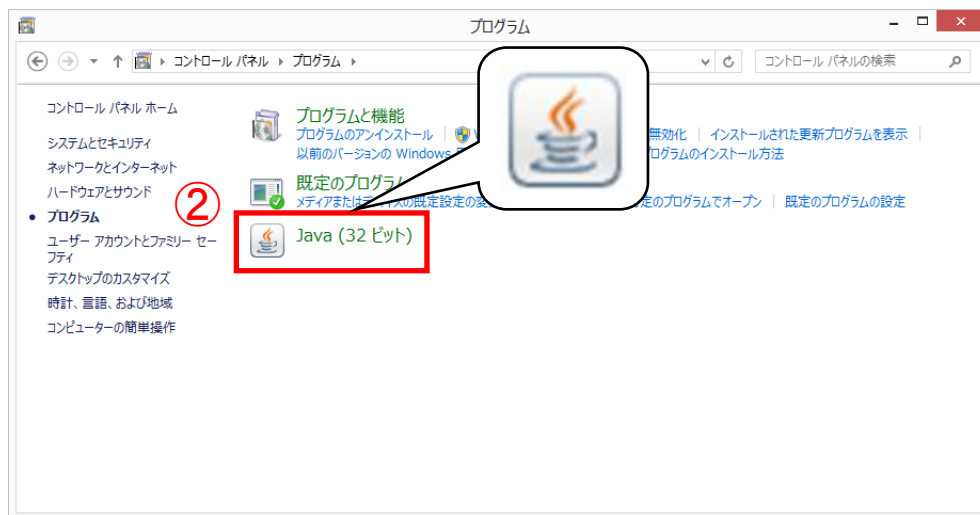 プログラム
コントロール パネル プログラム
コントロール パネルの検索
コントロール パネル ホーム
システムとセキュリティ
ネットワークとインターネット
ハードウェアとサウンド
プログラム
ユーザー アカウントとファミリー セー
フティ
デスクトップのカスタマイズ
時計、言語、および地域
コンピューターの簡単操作
②
プログラムと機能
プログラムのアンインストール 無効化 インストールされた更新プログラムを表示
以前のバージョンの Windows プログラムのインストール方法
既定のプログラム
メディアまたはデバイスの既定設定の変 定のプログラムでオープン 既定のプログラムの設定
Java (32 ビット)